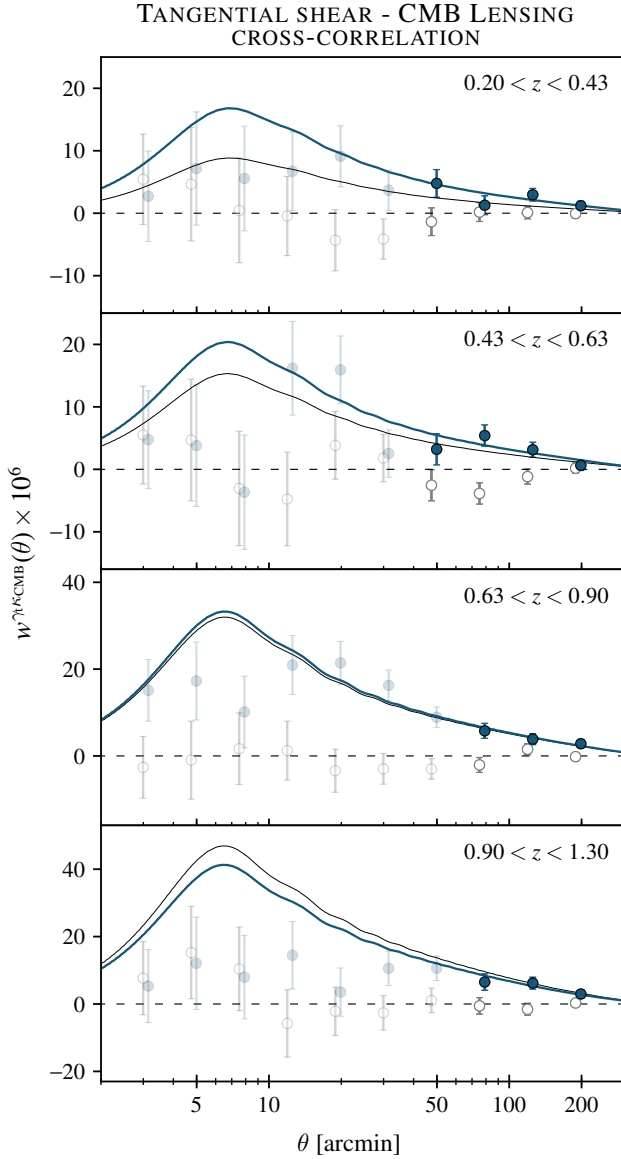 TANGENTIAL SHEAR - CMB LENSING
CROSS-CORRELATION
0.20 < z < 0.43
20
10
0
−10
0.43 < z < 0.63
20
10
0
−10
w^{γ_t κ_CMB}(θ) × 10^6
0.63 < z < 0.90
40
20
0
0.90 < z < 1.30
40
20
0
−20
5 10 50 100 200
θ [arcmin]